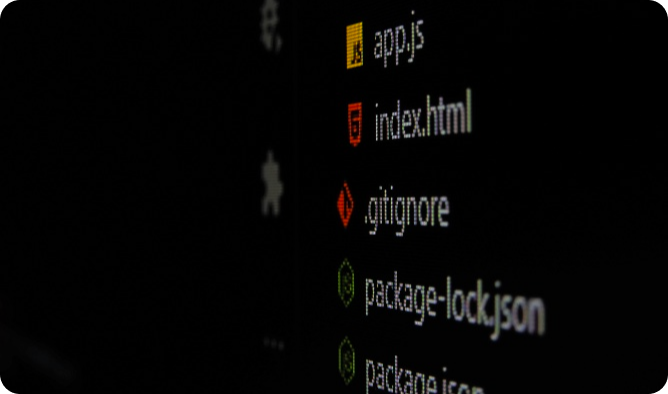 app.js
index.html
.gitignore
package-lock.json
package.json